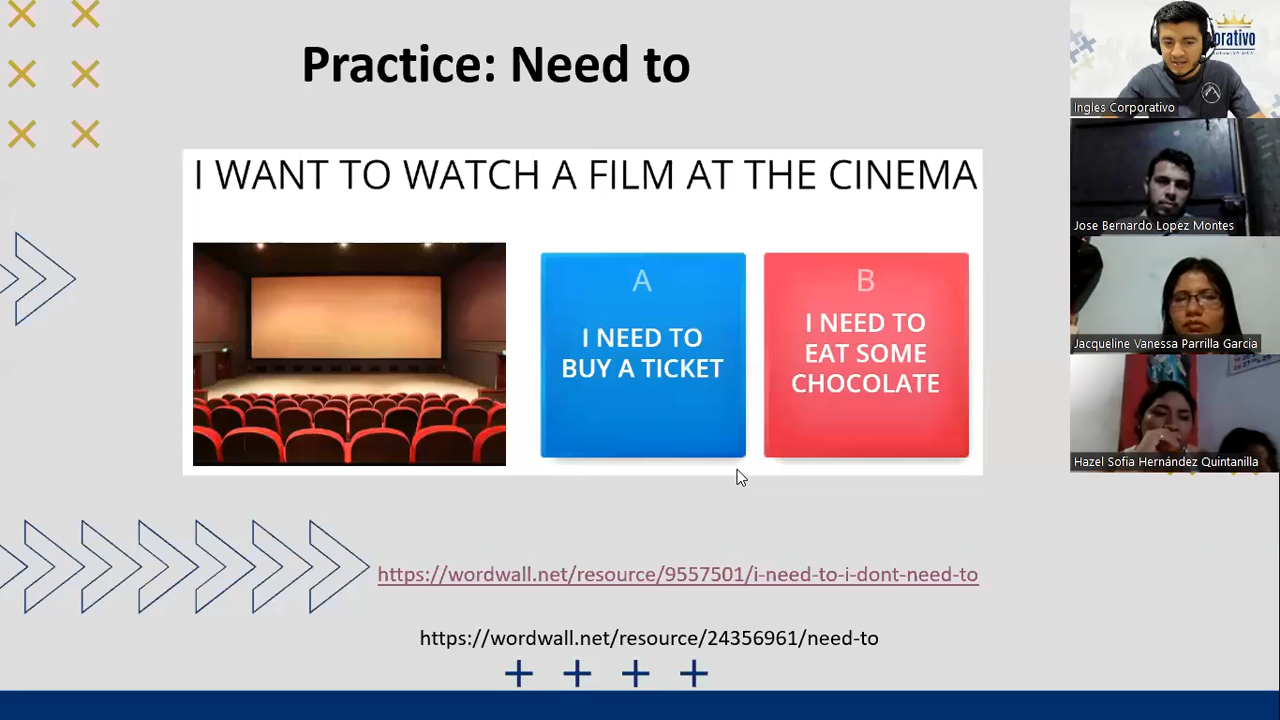 Practice: Need to
I WANT TO WATCH A FILM AT THE CINEMA
A
I NEED TO
BUY A TICKET
B
I NEED TO
EAT SOME
CHOCOLATE
https://wordwall.net/resource/9557501/i-need-to-i-dont-need-to
https://wordwall.net/resource/24356961/need-to
orativo
Ingles Corporativo
Jose Bernardo Lopez Montes
Jacqueline Vanessa Parrilla Garcia
Hazel Sofía Hernández Quintanilla